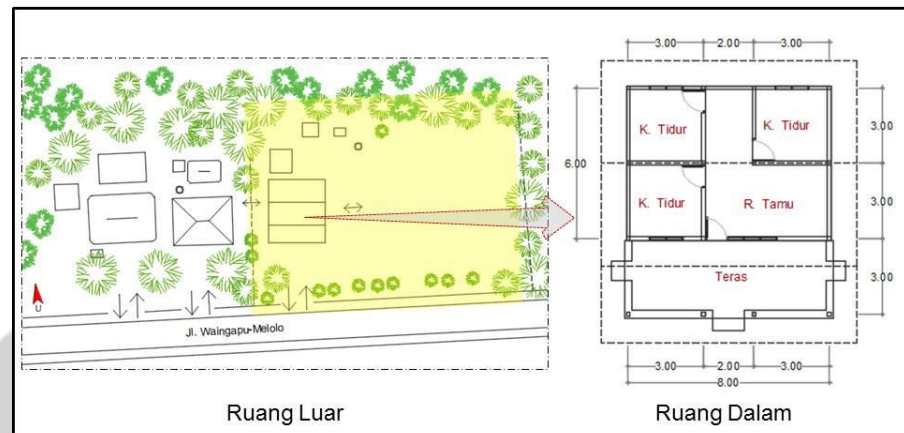 3.00 2.00 3.00
K. Tidur K. Tidur 3.00
6.00
K. Tidur R. Tamu 3.00
Teras 3.00
U
Jl. Waingapu-Melolo
3.00 2.00 3.00
8.00
Ruang Luar Ruang Dalam